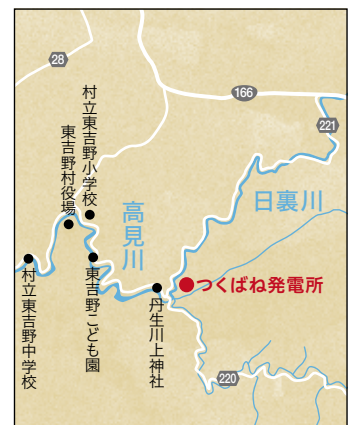 28
166
221
村立東吉野小学校
東吉野村役場
高見川
日裏川
つくばね発電所
村立東吉野中学校
東吉野こども園
丹生川上神社
220